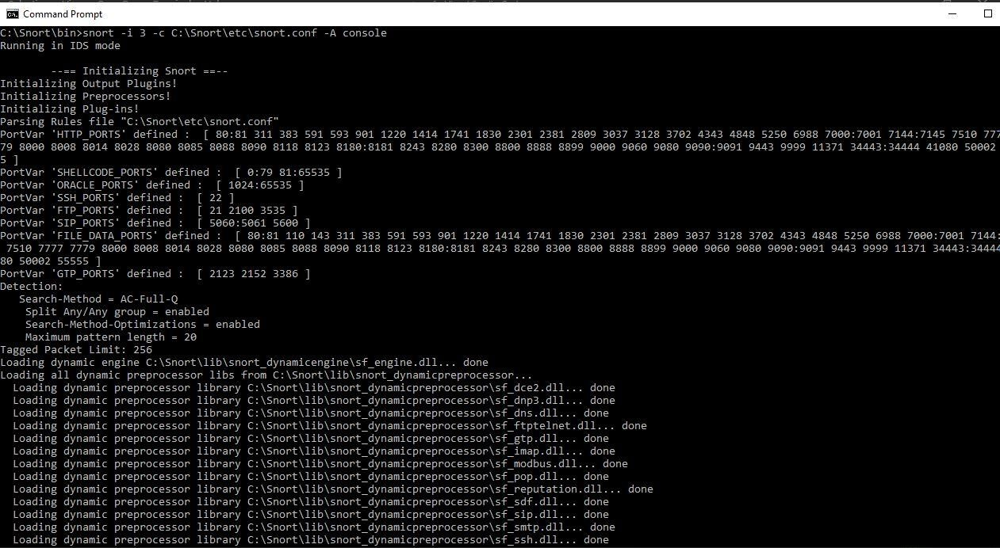 Command Prompt
C:\Snort\bin>snort -i 3 -c C:\Snort\etc\snort.conf -A console
Running in IDS mode
--== Initializing Snort ==--
Initializing Output Plugins!
Initializing Preprocessors!
Initializing Plug-ins!
Parsing Rules file "C:\Snort\etc\snort.conf"
PortVar 'HTTP_PORTS' defined :  [ 80:81 311 383 591 593 901 1220 1414 1741 1830 2301 2381 2809 3037 3128 3702 4343 4848 5250 6988 7000:7001 7144:7145 7510 777
79 8000 8008 8014 8028 8080 8085 8088 8090 8118 8123 8180:8181 8243 8280 8300 8800 8888 8899 9000 9060 9080 9090:9091 9443 9999 11371 34443:34444 41080 50002
5 ]
PortVar 'SHELLCODE_PORTS' defined :  [ 0:79 81:65535 ]
PortVar 'ORACLE_PORTS' defined :  [ 1024:65535 ]
PortVar 'SSH_PORTS' defined :  [ 22 ]
PortVar 'FTP_PORTS' defined :  [ 21 2100 3535 ]
PortVar 'SIP_PORTS' defined :  [ 5060:5061 5600 ]
PortVar 'FILE_DATA_PORTS' defined :  [ 80:81 110 143 311 383 591 593 901 1220 1414 1741 1830 2301 2381 2809 3037 3128 3702 4343 4848 5250 6988 7000:7001 7144:
7510 7777 7779 8000 8008 8014 8028 8080 8085 8088 8090 8118 8123 8180:8181 8243 8280 8300 8800 8888 8899 9000 9060 9080 9090:9091 9443 9999 11371 34443:34444
80 50002 55555 ]
PortVar 'GTP_PORTS' defined :  [ 2123 2152 3386 ]
Detection:
Search-Method = AC-Full-Q
Split Any/Any group = enabled
Search-Method-Optimizations = enabled
Maximum pattern length = 20
Tagged Packet Limit: 256
Loading dynamic engine C:\Snort\lib\snort_dynamicengine\sf_engine.dll... done
Loading all dynamic preprocessor libs from C:\Snort\lib\snort_dynamicpreprocessor...
Loading dynamic preprocessor library C:\Snort\lib\snort_dynamicpreprocessor\sf_dce2.dll... done
Loading dynamic preprocessor library C:\Snort\lib\snort_dynamicpreprocessor\sf_dnp3.dll... done
Loading dynamic preprocessor library C:\Snort\lib\snort_dynamicpreprocessor\sf_dns.dll... done
Loading dynamic preprocessor library C:\Snort\lib\snort_dynamicpreprocessor\sf_ftptelnet.dll... done
Loading dynamic preprocessor library C:\Snort\lib\snort_dynamicpreprocessor\sf_gtp.dll... done
Loading dynamic preprocessor library C:\Snort\lib\snort_dynamicpreprocessor\sf_imap.dll... done
Loading dynamic preprocessor library C:\Snort\lib\snort_dynamicpreprocessor\sf_modbus.dll... done
Loading dynamic preprocessor library C:\Snort\lib\snort_dynamicpreprocessor\sf_pop.dll... done
Loading dynamic preprocessor library C:\Snort\lib\snort_dynamicpreprocessor\sf_reputation.dll... done
Loading dynamic preprocessor library C:\Snort\lib\snort_dynamicpreprocessor\sf_sdf.dll... done
Loading dynamic preprocessor library C:\Snort\lib\snort_dynamicpreprocessor\sf_sip.dll... done
Loading dynamic preprocessor library C:\Snort\lib\snort_dynamicpreprocessor\sf_smtp.dll... done
Loading dynamic preprocessor library C:\Snort\lib\snort_dynamicpreprocessor\sf_ssh.dll... done